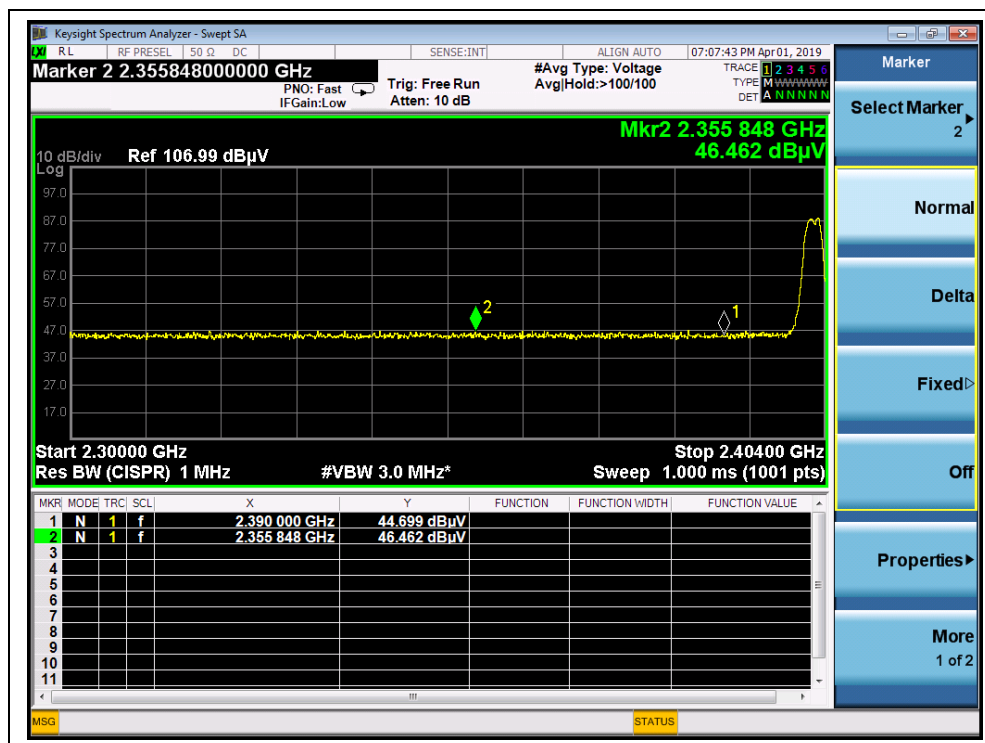 Keysight Spectrum Analyzer - Swept SA
LXI RL RF PRESEL 50 Ω DC SENSE:INT ALIGN AUTO 07:07:43 PM Apr 01, 2019
Marker 2 2.355848000000 GHz
PNO: Fast
IFGain:Low
Trig: Free Run
Atten: 10 dB
#Avg Type: Voltage
Avg|Hold:>100/100
TRACE 1 2 3 4 5 6
TYPE M WWWWW
DET A N N N N N
Mkr2 2.355 848 GHz
46.462 dBµV
10 dB/div Ref 106.99 dBµV
Log
97.0
87.0
77.0
67.0
57.0
47.0
37.0
27.0
17.0
2
1
Start 2.30000 GHz Stop 2.40400 GHz
Res BW (CISPR) 1 MHz #VBW 3.0 MHz* Sweep 1.000 ms (1001 pts)
MKR MODE TRC SCL X Y FUNCTION FUNCTION WIDTH FUNCTION VALUE
1 N 1 f 2.390 000 GHz 44.699 dBµV
2 N 1 f 2.355 848 GHz 46.462 dBµV
3
4
5
6
7
8
9
10
11
MSG STATUS
Marker
Select Marker
2
Normal
Delta
Fixed
Off
Properties
More
1 of 2